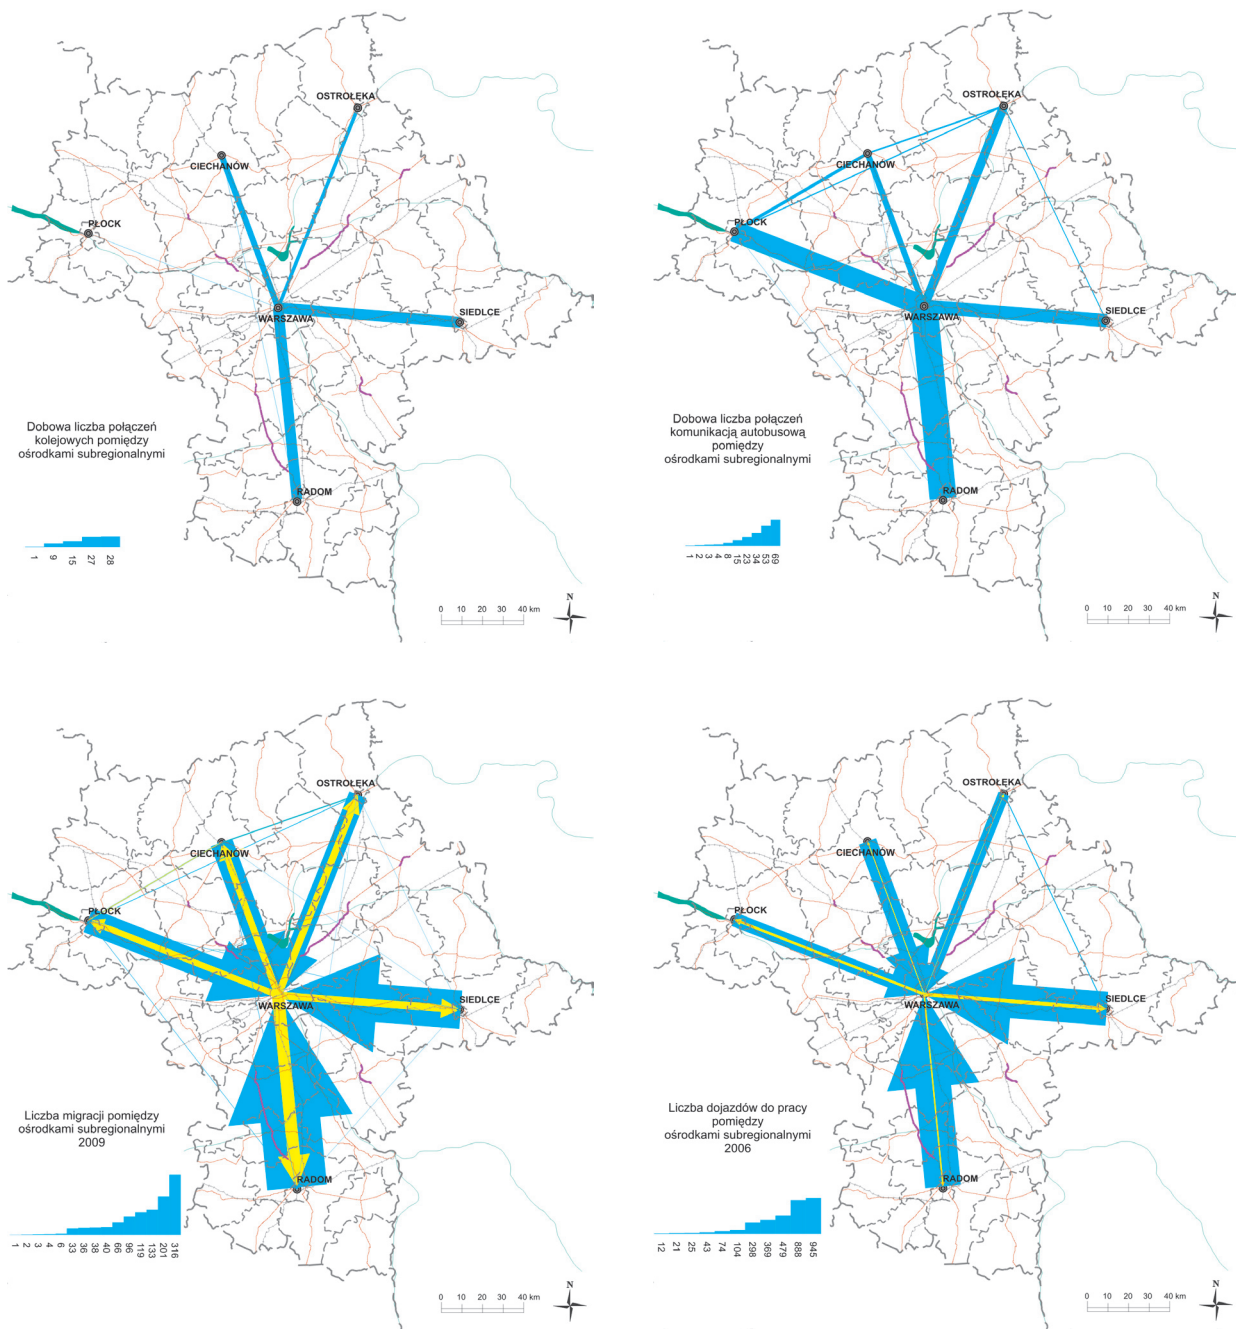 OSTROŁĘKA
CIECHANÓW
PŁOCK
WARSZAWA
SIEDLCE
RADOM
Dobowa liczba połączeń
kolejowych pomiędzy
ośrodkami subregionalnymi
1 9 15 27 28
0 10 20 30 40 km
N
OSTROŁĘKA
CIECHANÓW
PŁOCK
WARSZAWA
SIEDLCE
RADOM
Dobowa liczba połączeń
komunikacją autobusową
pomiędzy
ośrodkami subregionalnymi
1 2 3 4 8 15 23 34 53 69
0 10 20 30 40 km
N
OSTROŁĘKA
CIECHANÓW
PŁOCK
WARSZAWA
SIEDLCE
RADOM
Liczba migracji pomiędzy
ośrodkami subregionalnymi
2009
1 2 3 4 6 33 36 38 40 66 96 119 133 201 316
0 10 20 30 40 km
N
OSTROŁĘKA
CIECHANÓW
PŁOCK
WARSZAWA
SIEDLCE
RADOM
Liczba dojazdów do pracy
pomiędzy
ośrodkami subregionalnymi
2006
12 21 25 43 74 104 298 369 479 888 945
0 10 20 30 40 km
N